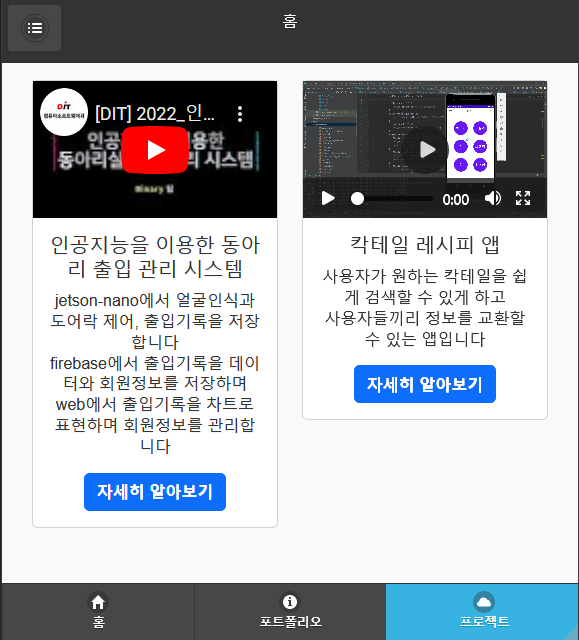 홈
DIT
컴퓨터소프트웨어과
[DIT] 2022_인...
인공지능을 이용한
동아리실 출입 관리 시스템
Binary 팀
0:00
인공지능을 이용한 동아
리 출입 관리 시스템
jetson-nano에서 얼굴인식과
도어락 제어, 출입기록을 저장
합니다
firebase에서 출입기록을 데이
터와 회원정보를 저장하며
web에서 출입기록을 차트로
표현하며 회원정보를 관리합
니다
자세히 알아보기
칵테일 레시피 앱
사용자가 원하는 칵테일을 쉽
게 검색할 수 있게 하고
사용자들끼리 정보를 교환할
수 있는 앱입니다
자세히 알아보기
홈
포트폴리오
프로젝트